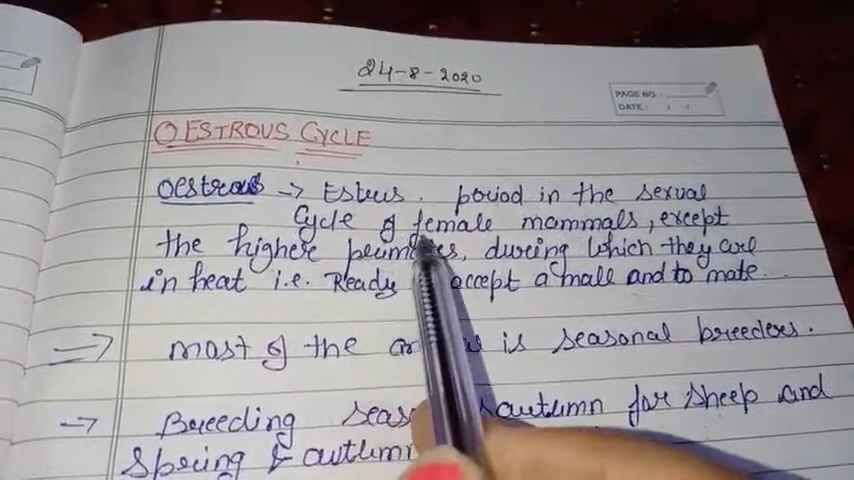 24-8-2020
PAGE NO.:
DATE: / /
OESTROUS CYCLE
Oestrous -> Estrus. period in the sexual
Cycle of female mammals, except
the higher primates, during which they are
in heat i.e. Ready accept a male and to mate.
=> most of the is seasonal breeders.
-> Breeding autumn for sheep and
Spring & autumn